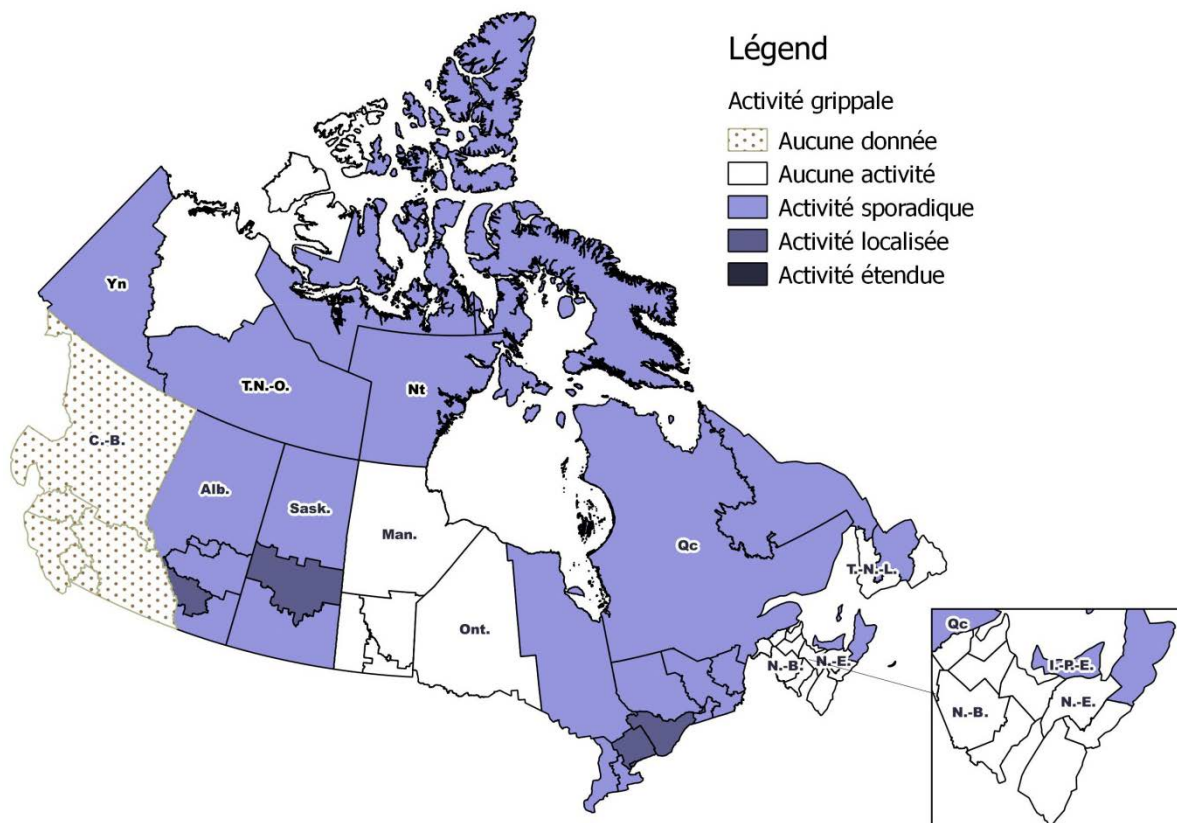 Légend
Activité grippale
Aucune donnée
Aucune activité
Activité sporadique
Activité localisée
Activité étendue
Yn
T.N.-O.
Nt
C.-B.
Alb.
Sask.
Man.
Ont.
Qc
T.-N.-L.
N.-B.
N.-E.
Qc
I.-P.-E.
N.-B.
N.-E.